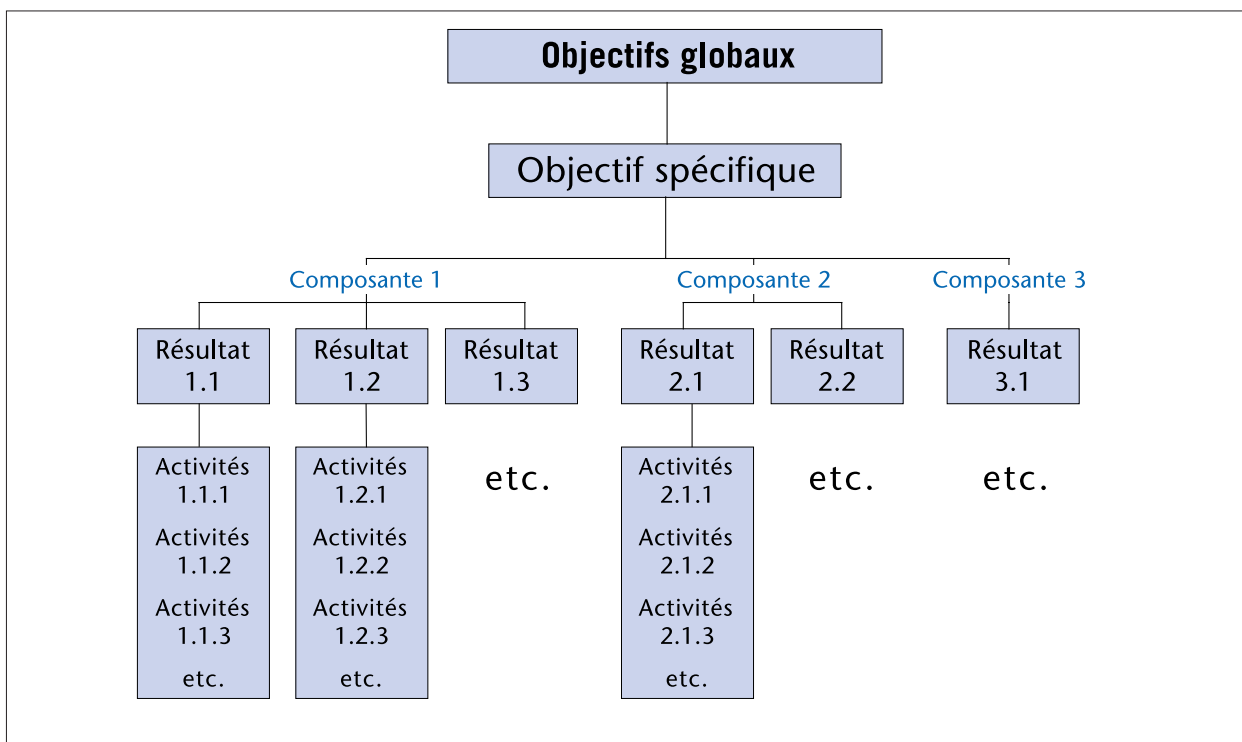 Objectifs globaux
Objectif spécifique
Composante 1
Composante 2
Composante 3
Résultat
1.1
Résultat
1.2
Résultat
1.3
Résultat
2.1
Résultat
2.2
Résultat
3.1
Activités
1.1.1
Activités
1.1.2
Activités
1.1.3
etc.
Activités
1.2.1
Activités
1.2.2
Activités
1.2.3
etc.
etc.
Activités
2.1.1
Activités
2.1.2
Activités
2.1.3
etc.
etc.
etc.